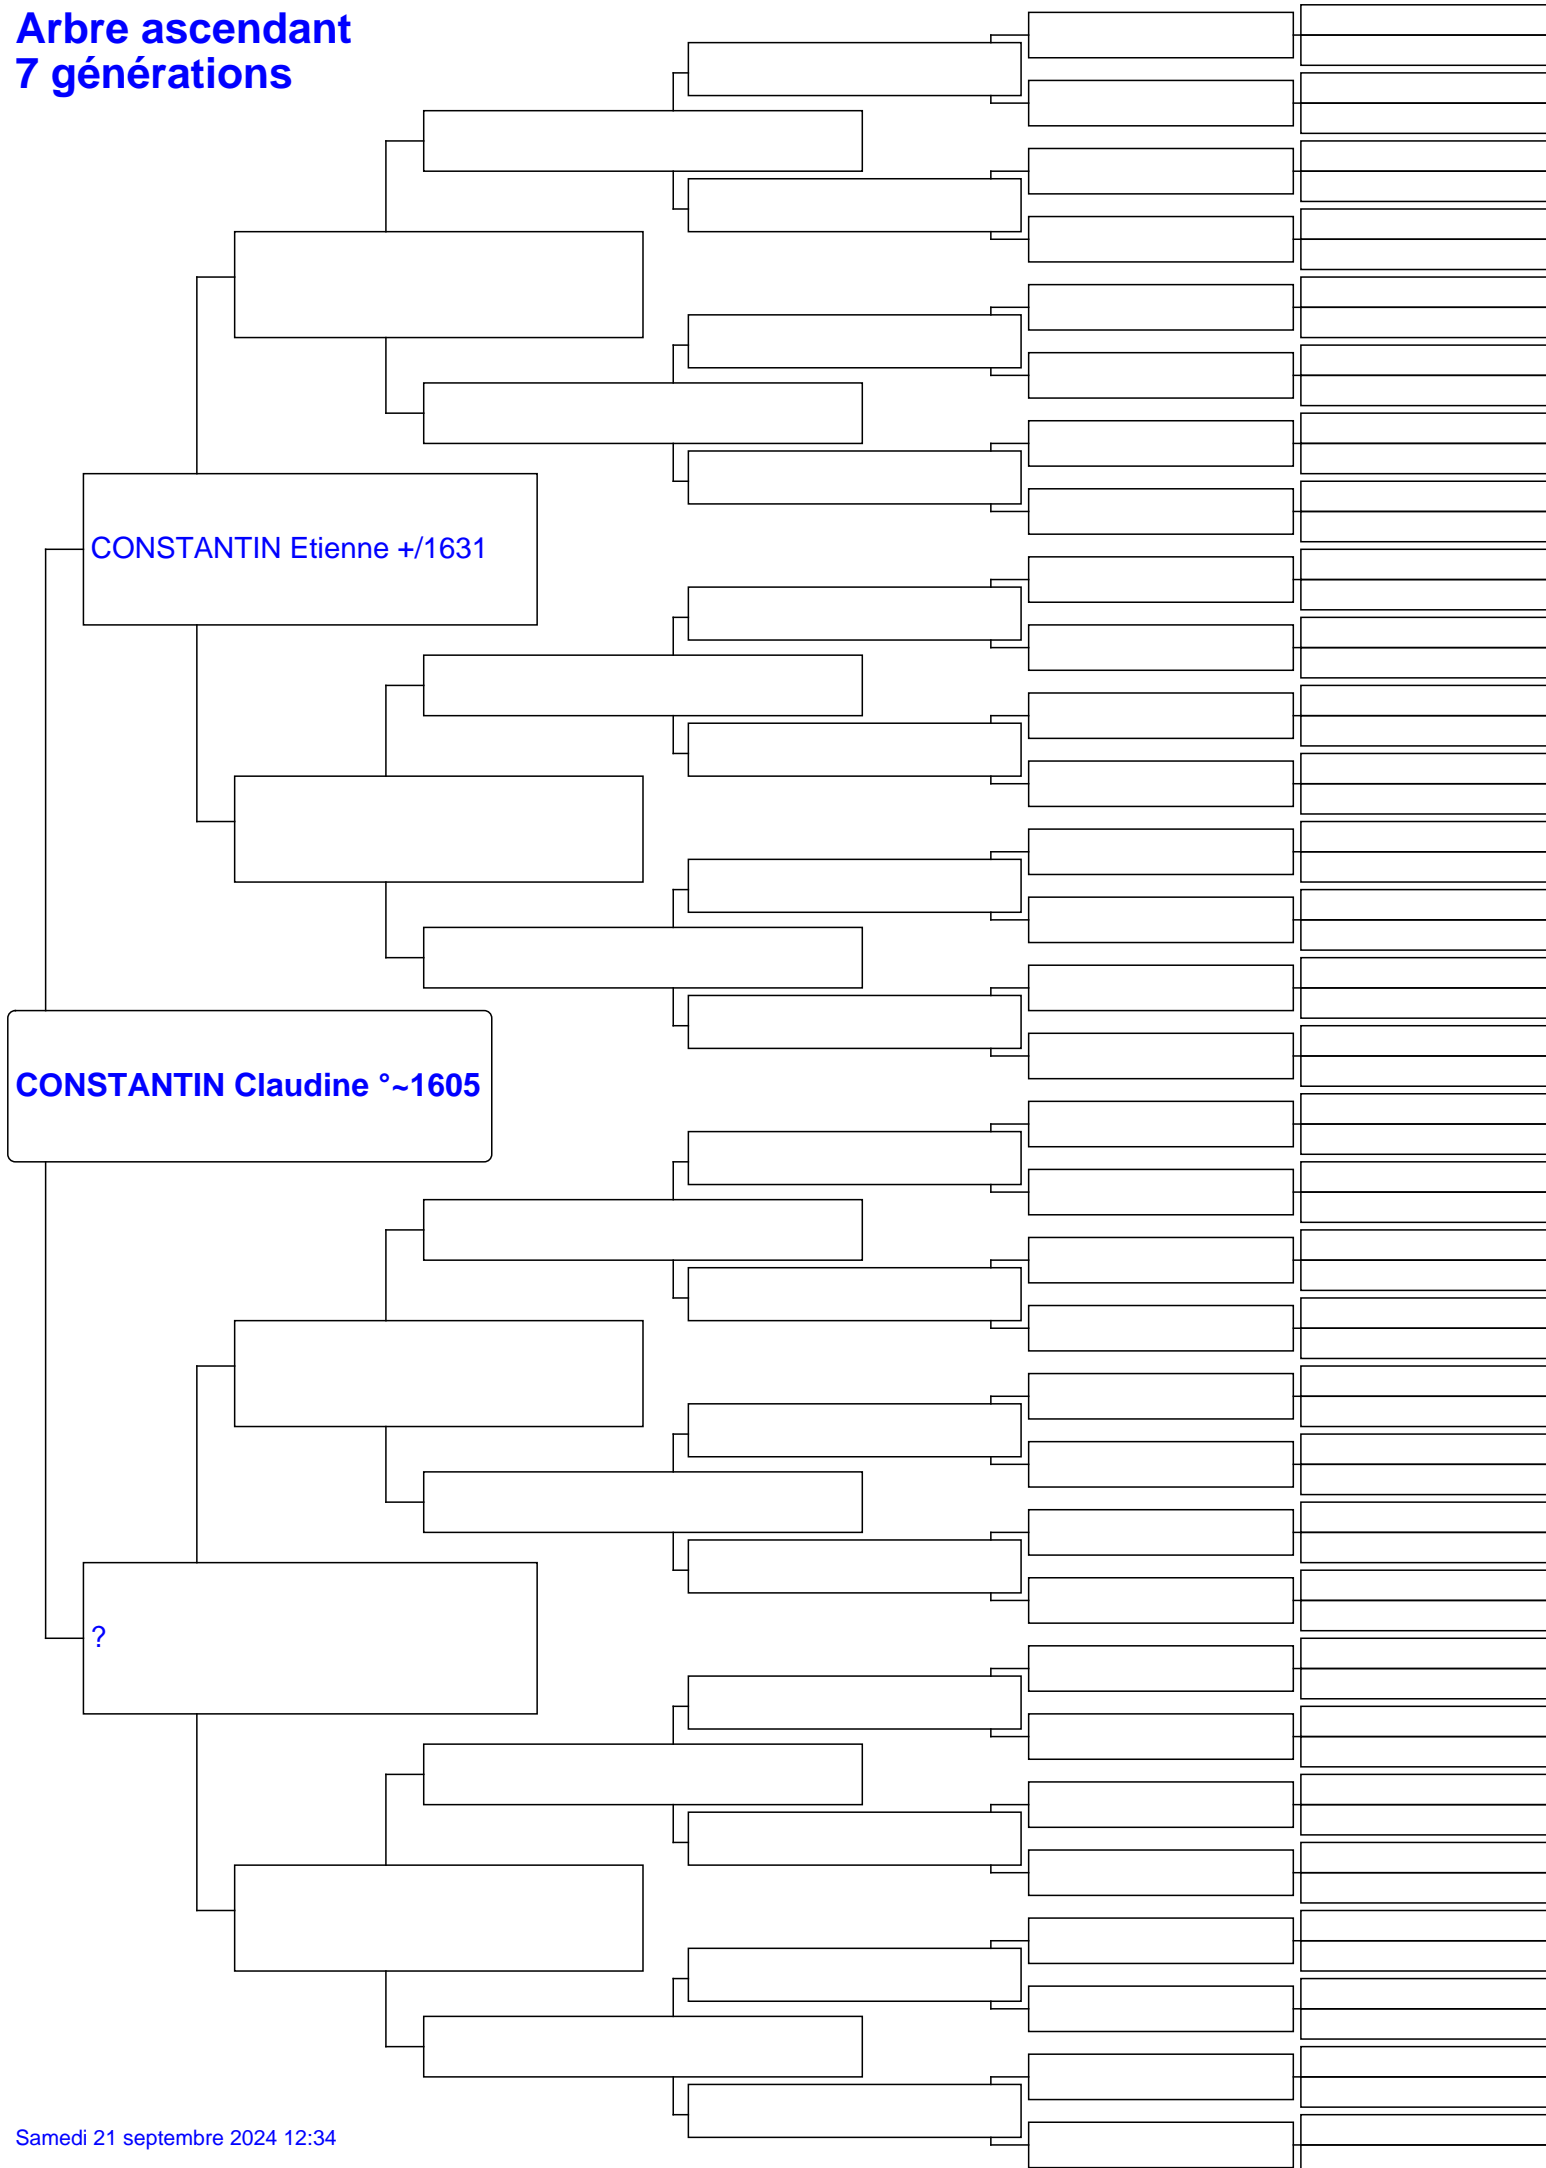 Arbre ascendant
7 générations
CONSTANTIN Etienne +/1631
CONSTANTIN Claudine °~1605
?
Samedi 21 septembre 2024 12:34